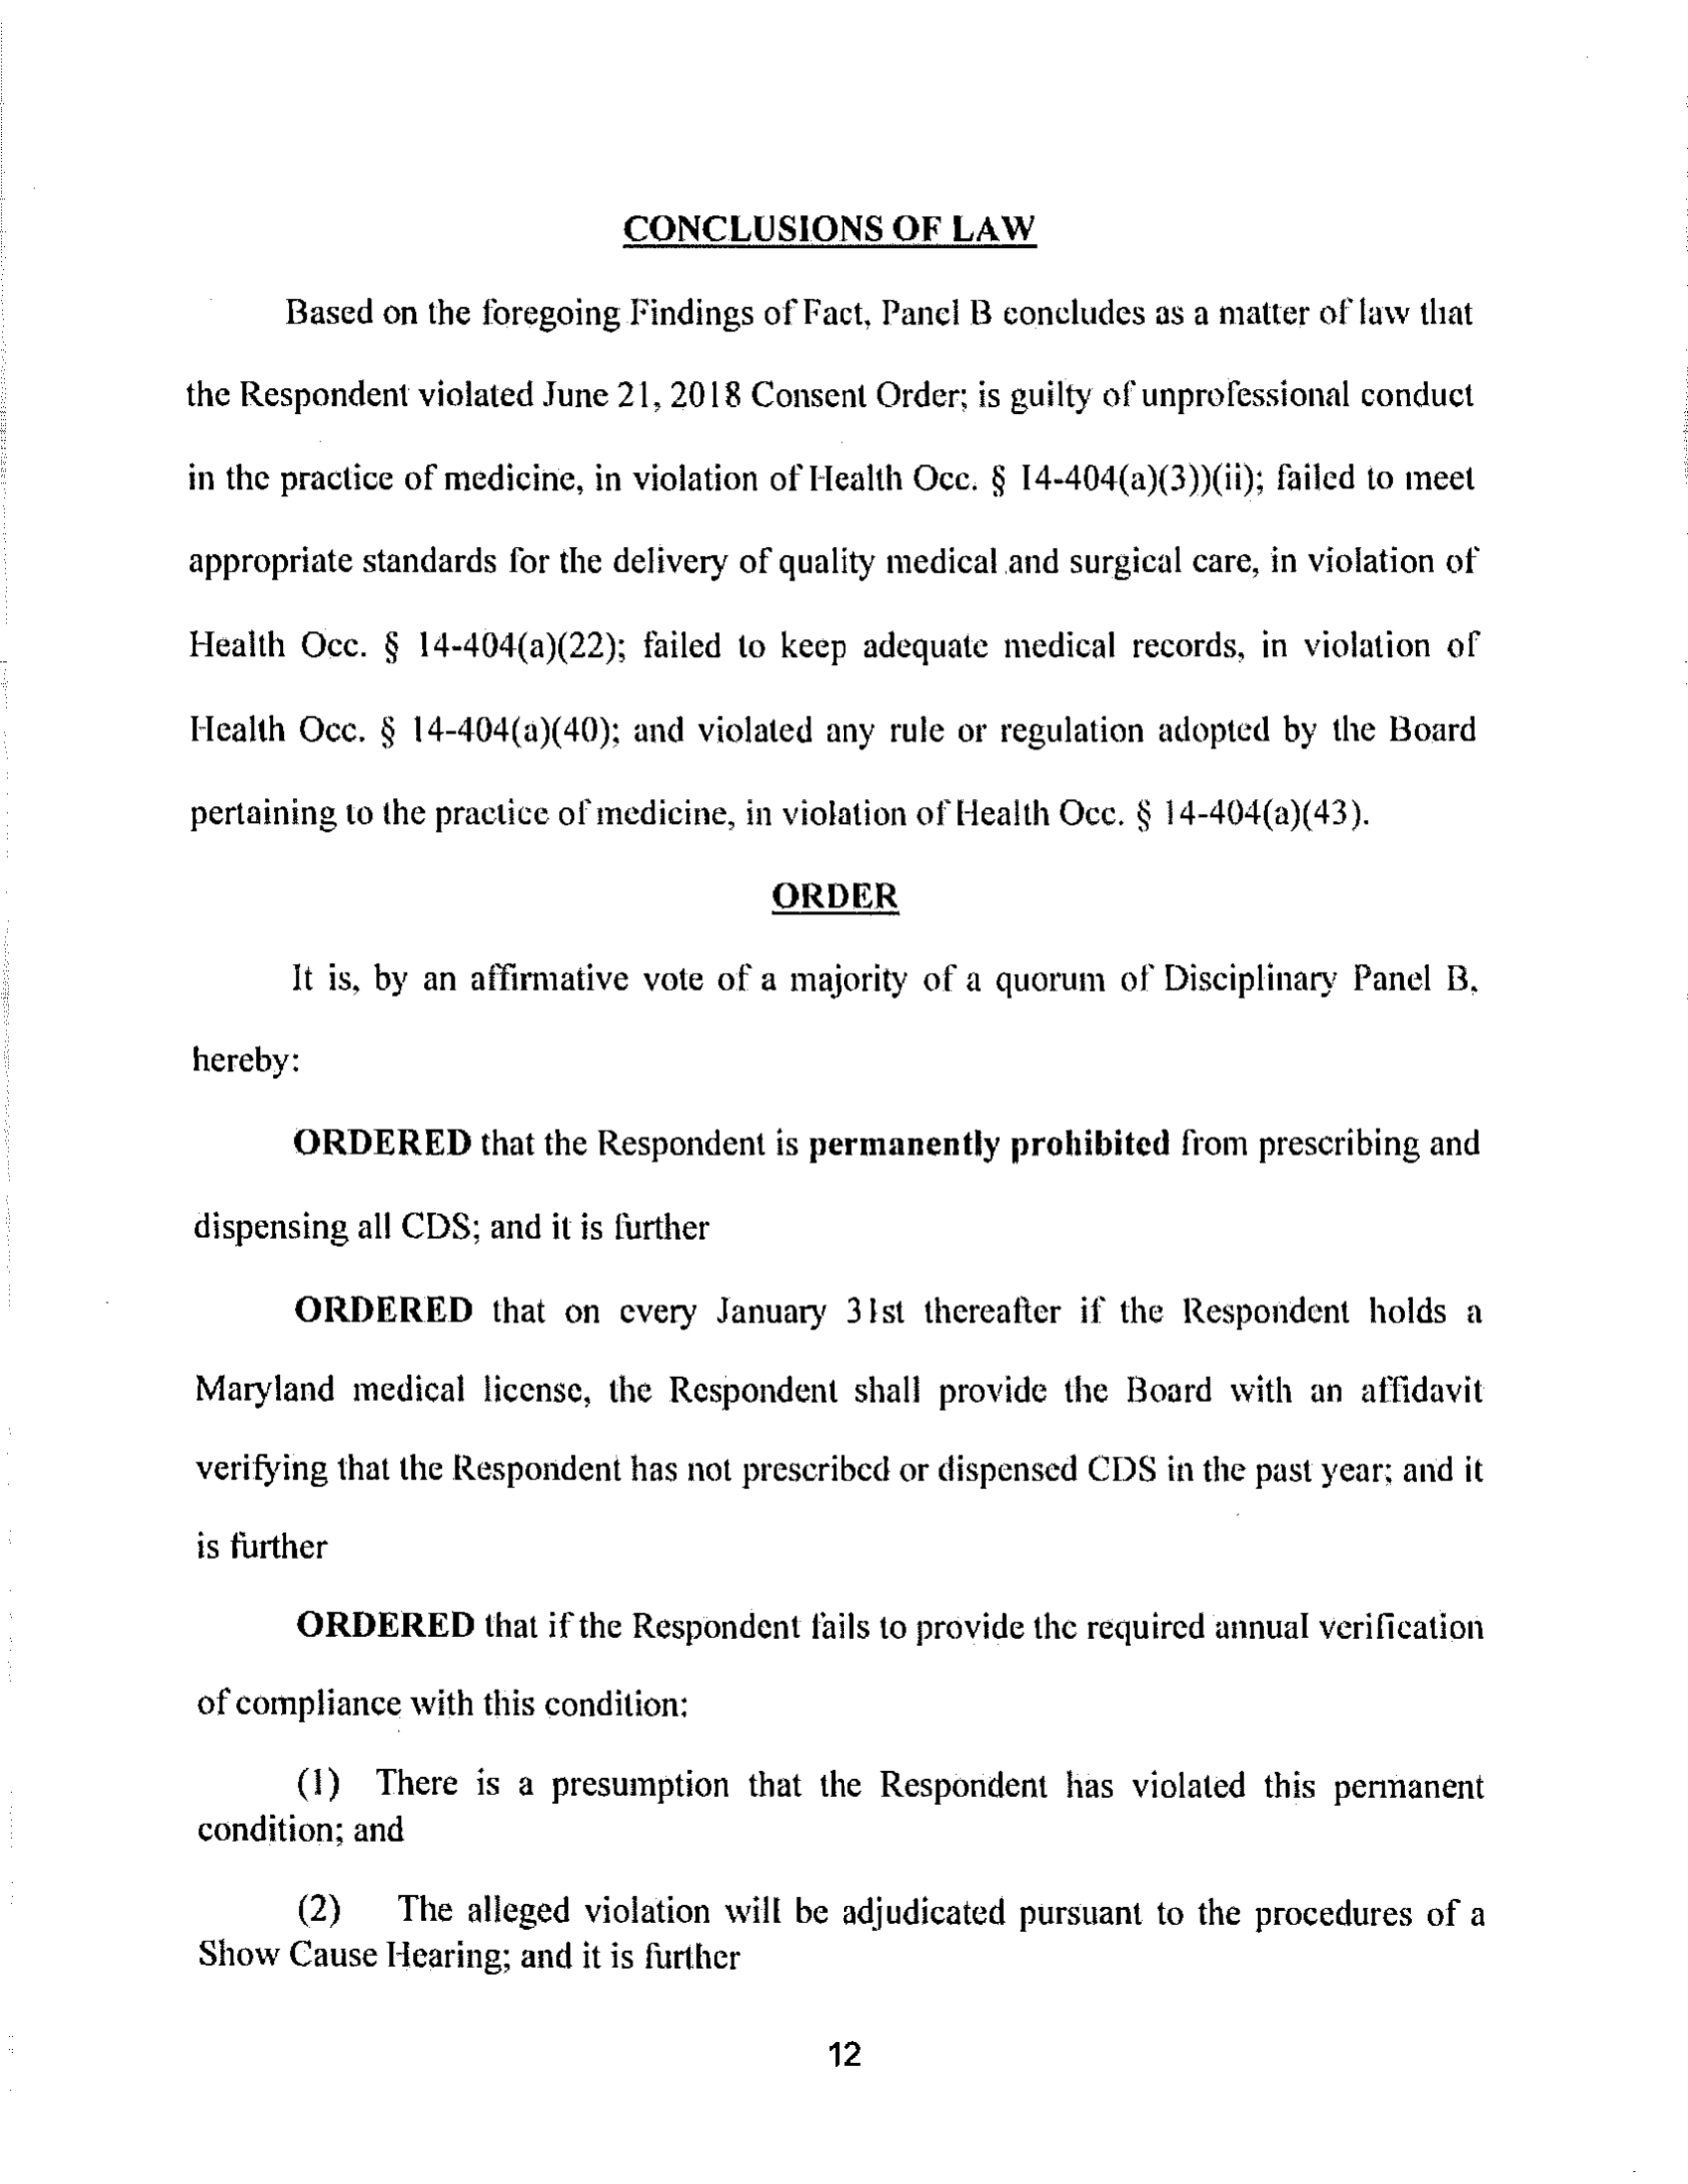 CONCLUSIONS OF LAW
Based on the foregoing Findings of Fact, Panel B concludes as a matter of law that
the Respondent violated June 21, 2018 Consent Order; is guilty of unprofessional conduct
in the practice of medicine, in violation of Health Occ. § 14-404(a)(3))(ii); failed to meet
appropriate standards for the delivery of quality medical and surgical care, in violation of
Health Occ. § 14-404(a)(22); failed to keep adequate medical records, in violation of
Health Occ. § 14-404(a)(40); and violated any rule or regulation adopted by the Board
pertaining to the practice of medicine, in violation of Health Occ. § 14-404(a)(43).
ORDER
It is, by an affirmative vote of a majority of a quorum of Disciplinary Panel B,
hereby:
ORDERED that the Respondent is permanently prohibited from prescribing and
dispensing all CDS; and it is further
ORDERED that on every January 31st thereafter if the Respondent holds a
Maryland medical license, the Respondent shall provide the Board with an affidavit
verifying that the Respondent has not prescribed or dispensed CDS in the past year; and it
is further
ORDERED that if the Respondent fails to provide the required annual verification
of compliance with this condition:
(1) There is a presumption that the Respondent has violated this permanent
condition; and
(2) The alleged violation will be adjudicated pursuant to the procedures of a
Show Cause Hearing; and it is further
12